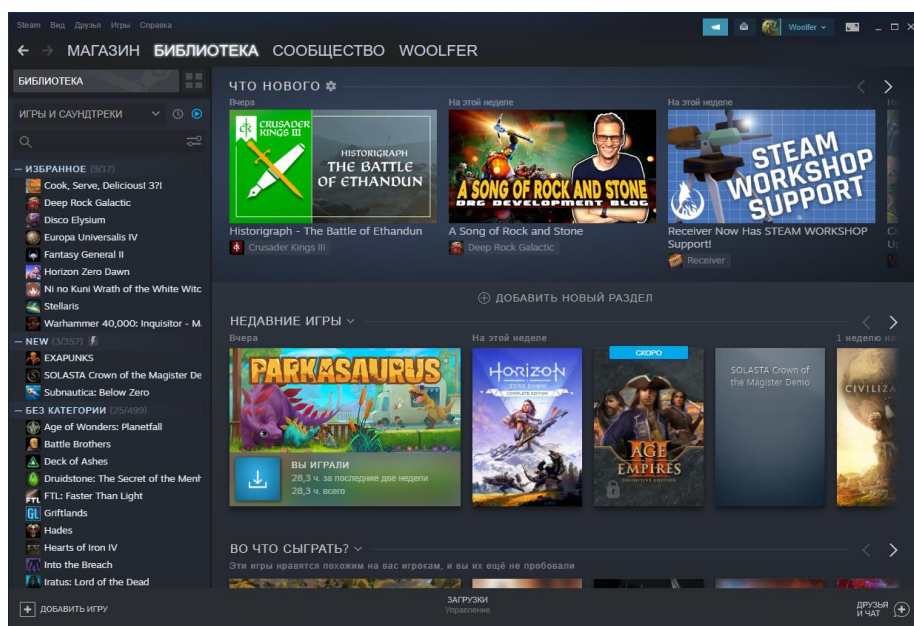 Steam Вид Друзья Игры Справка
Woolfer
МАГАЗИН БИБЛИОТЕКА СООБЩЕСТВО WOOLFER
БИБЛИОТЕКА
ИГРЫ И САУНДТРЕКИ
ИЗБРАННОЕ (9/17)
Cook, Serve, Delicious! 3?!
Deep Rock Galactic
Disco Elysium
Europa Universalis IV
Fantasy General II
Horizon Zero Dawn
Ni no Kuni Wrath of the White Witc
Stellaris
Warhammer 40,000: Inquisitor - M
NEW (3/357)
EXAPUNKS
SOLASTA Crown of the Magister De
Subnautica: Below Zero
БЕЗ КАТЕГОРИИ (25/499)
Age of Wonders: Planetfall
Battle Brothers
Deck of Ashes
Druidstone: The Secret of the Menh
FTL: Faster Than Light
Griftlands
Hades
Hearts of Iron IV
Into the Breach
Iratus: Lord of the Dead
ЧТО НОВОГО
Вчера
CRUSADER
KINGS III
HISTORIGRAPH
THE BATTLE
OF ETHANDUN
Historigraph - The Battle of Ethandun
Crusader Kings III
На этой неделе
A SONG OF ROCK AND STONE
DRG DEVELOPMENT BLOG
A Song of Rock and Stone
Deep Rock Galactic
На этой неделе
STEAM
WORKSHOP
SUPPORT
Receiver Now Has STEAM WORKSHOP
Support!
Receiver
ДОБАВИТЬ НОВЫЙ РАЗДЕЛ
НЕДАВНИЕ ИГРЫ
Вчера
PARKASAURUS
ВЫ ИГРАЛИ
28,3 ч. за последние две недели
28,3 ч. всего
На этой неделе
HORIZON
ZERO DAWN
COMPLETE EDITION
СКОРО
AGE
OF
EMPIRES
III
DEFINITIVE EDITION
SOLASTA Crown of
the Magister Demo
1 неделю на
CIVILIZA
ВО ЧТО СЫГРАТЬ?
Эти игры нравятся похожим на вас игрокам, и вы их ещё не пробовали
ДОБАВИТЬ ИГРУ
ЗАГРУЗКИ
Управление
ДРУЗЬЯ
И ЧАТ